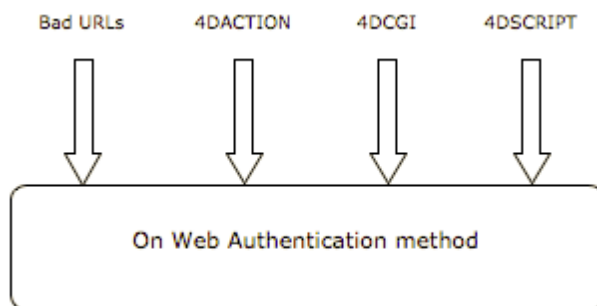 Bad URLs
4DACTION
4DCGI
4DSCRIPT
On Web Authentication method